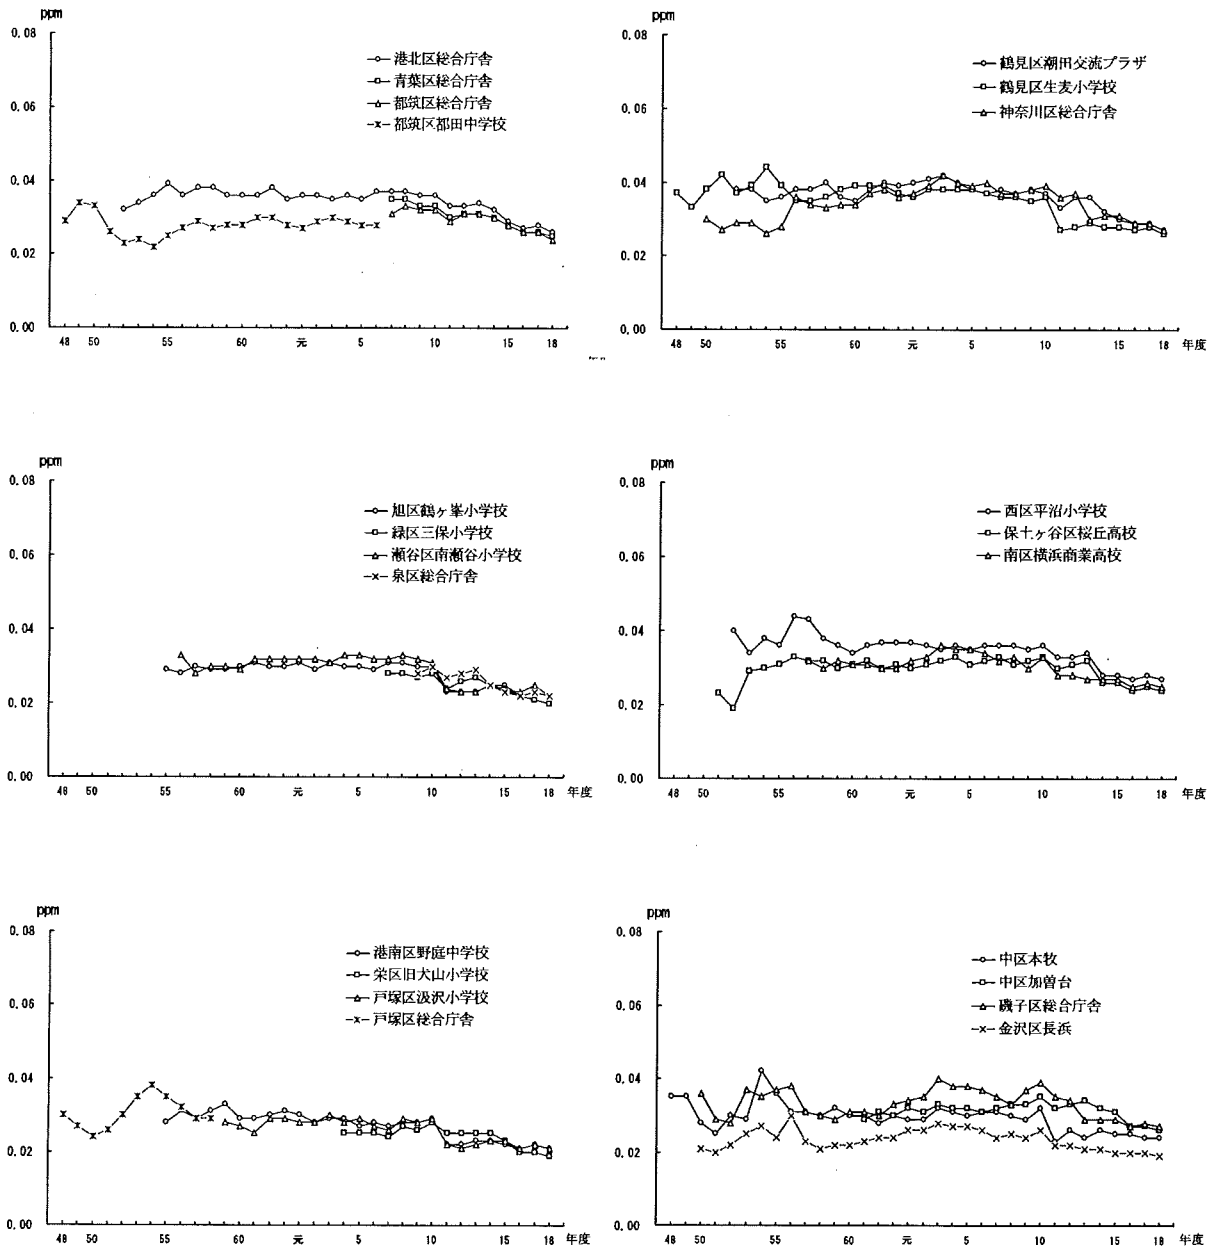 ppm
0.08
0.06
0.04
0.02
0.00
港北区総合庁舎
青葉区総合庁舎
都筑区総合庁舎
都筑区都田中学校
48 50 55 60 元 5 10 15 18
ppm
0.08
0.06
0.04
0.02
0.00
鶴見区潮田交流プラザ
鶴見区生麦小学校
神奈川区総合庁舎
48 50 55 60 元 5 10 15 18 年度
ppm
0.08
0.06
0.04
0.02
0.00
旭区鶴ヶ峯小学校
緑区三保小学校
瀬谷区南瀬谷小学校
泉区総合庁舎
48 50 55 60 元 5 10 15 18 年度
ppm
0.08
0.06
0.04
0.02
0.00
西区平沼小学校
保土ヶ谷区桜丘高校
南区横浜商業高校
48 50 55 60 元 5 10 15 18 年度
ppm
0.08
0.06
0.04
0.02
0.00
港南区野庭中学校
栄区旧犬山小学校
戸塚区汲沢小学校
戸塚区総合庁舎
48 50 55 60 元 5 10 15 18 年度
ppm
0.08
0.06
0.04
0.02
0.00
中区本牧
中区加曽台
磯子区総合庁舎
金沢区長浜
48 50 55 60 元 5 10 15 18 年度